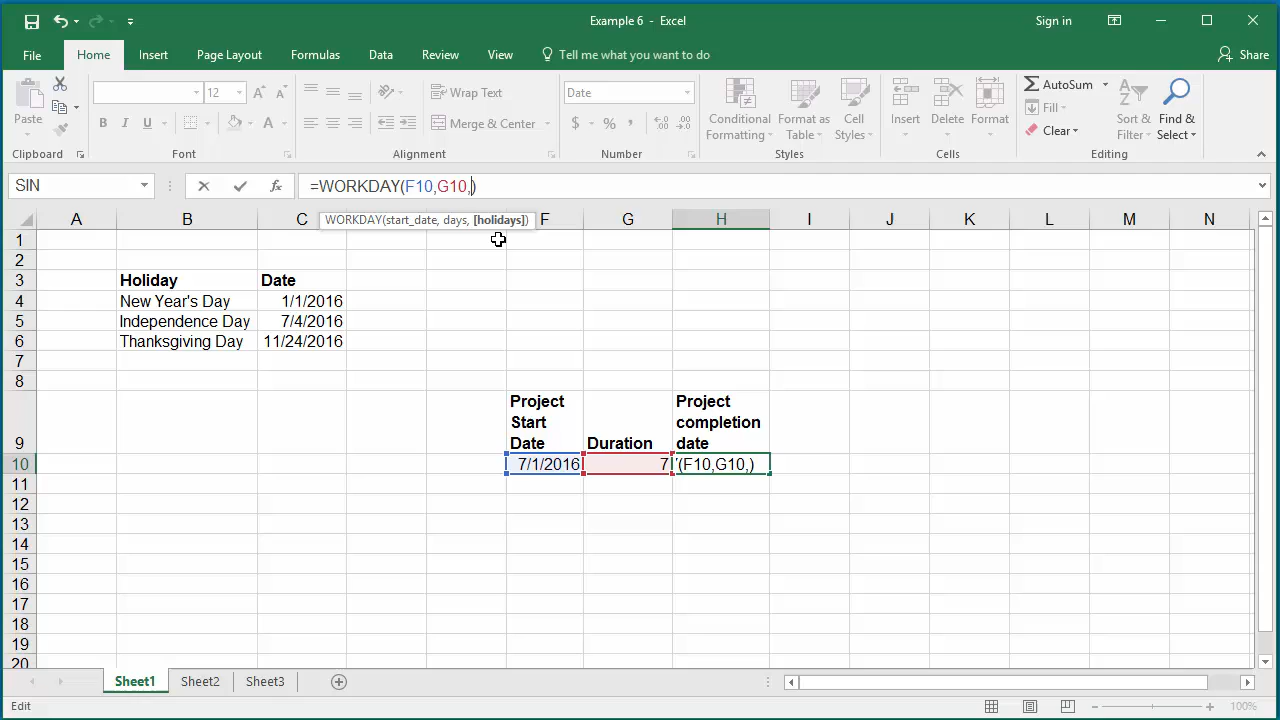 Example 6 - Excel
Sign in
File Home Insert Page Layout Formulas Data Review View Tell me what you want to do Share
Paste
Clipboard
12
B I U A
Font
Wrap Text
Merge & Center
Alignment
Date
$ % ,
Number
Conditional Formatting
Format as Table
Cell Styles
Styles
Insert Delete Format
Cells
AutoSum
Fill
Clear
Sort & Filter
Find & Select
Editing
SIN =WORKDAY(F10,G10,)
WORKDAY(start_date, days, [holidays])
A B C F G H I J K L M N
1
2
3 Holiday Date
4 New Year's Day 1/1/2016
5 Independence Day 7/4/2016
6 Thanksgiving Day 11/24/2016
7
8
9 Project Start Date Duration Project completion date
10 7/1/2016 7 (F10,G10,)
11
12
13
14
15
16
17
18
19
20
Sheet1 Sheet2 Sheet3
Edit 100%